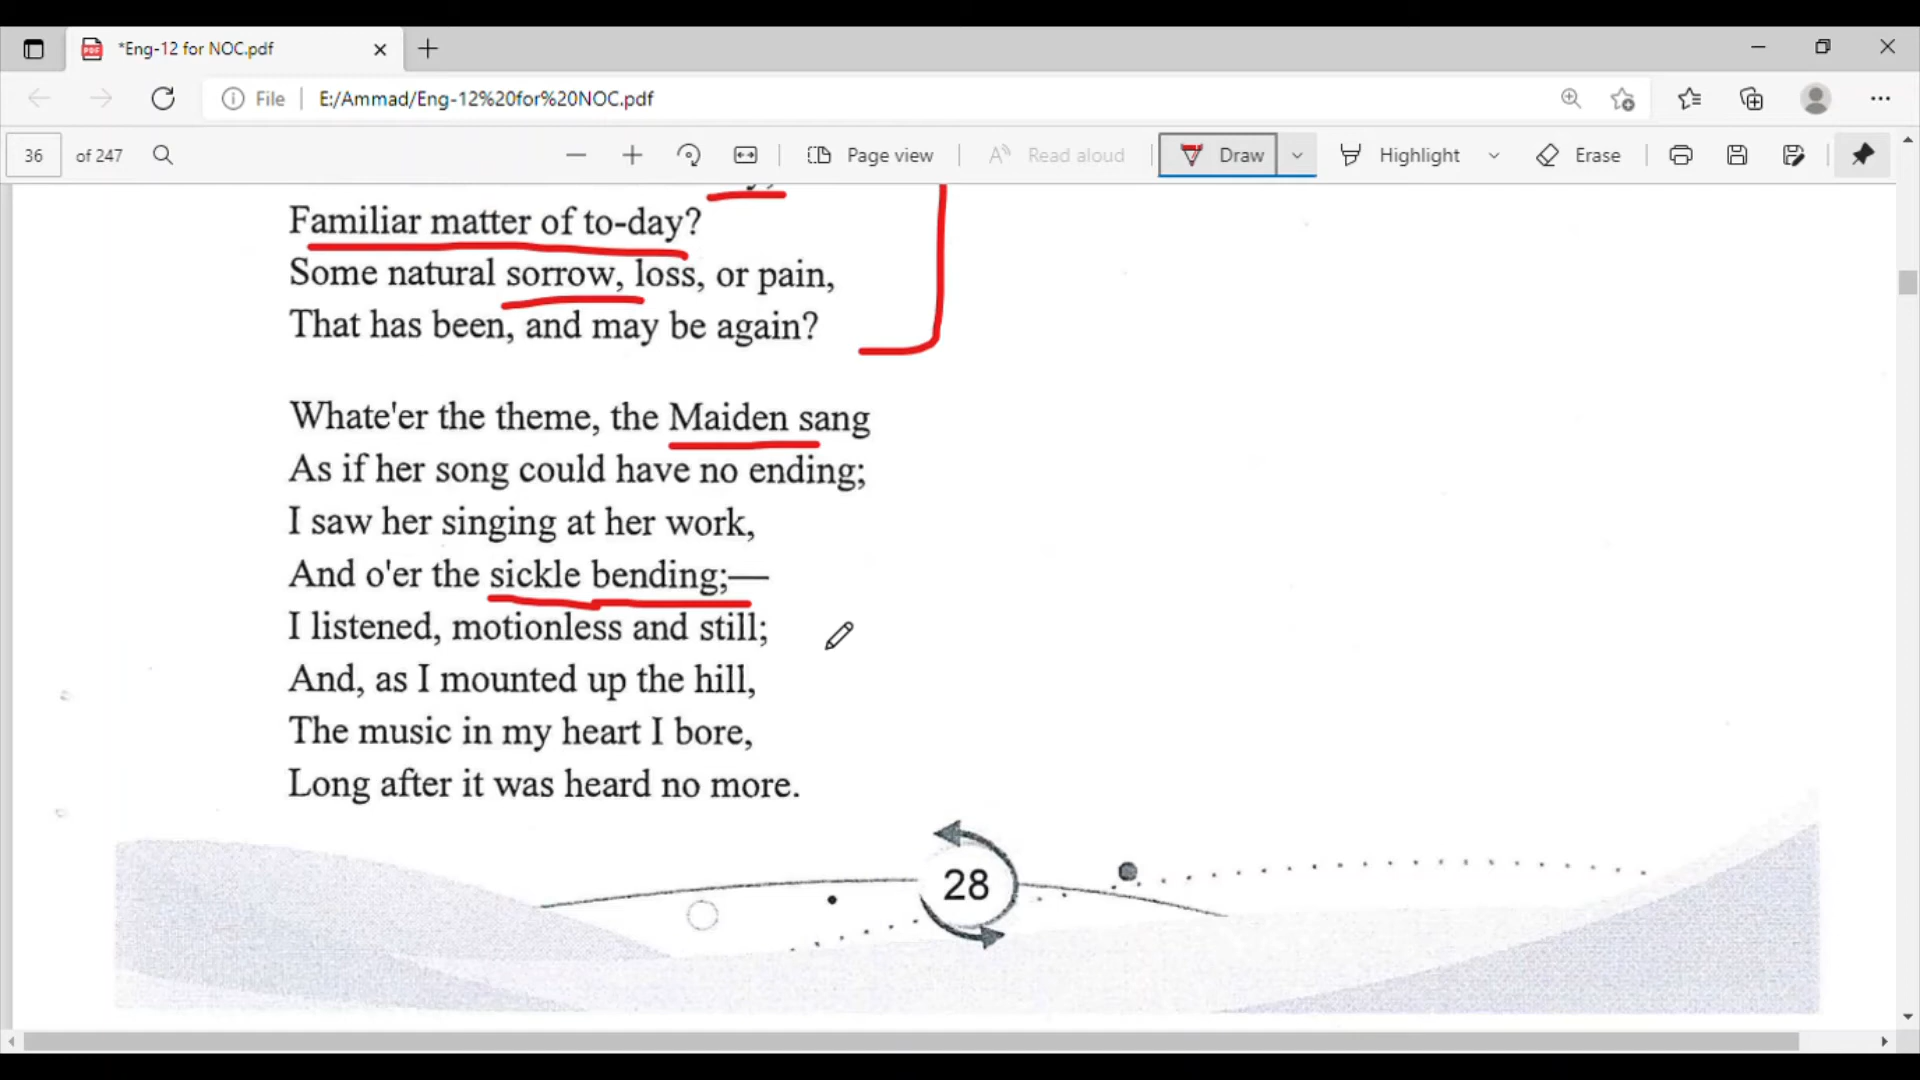 *Eng-12 for NOC.pdf
File
E:/Ammad/Eng-12%20for%20NOC.pdf
36 of 247
Page view
Read aloud
Draw
Highlight
Erase
Familiar matter of to-day?
Some natural sorrow, loss, or pain,
That has been, and may be again?
Whate'er the theme, the Maiden sang
As if her song could have no ending;
I saw her singing at her work,
And o'er the sickle bending;—
I listened, motionless and still;
And, as I mounted up the hill,
The music in my heart I bore,
Long after it was heard no more.
28